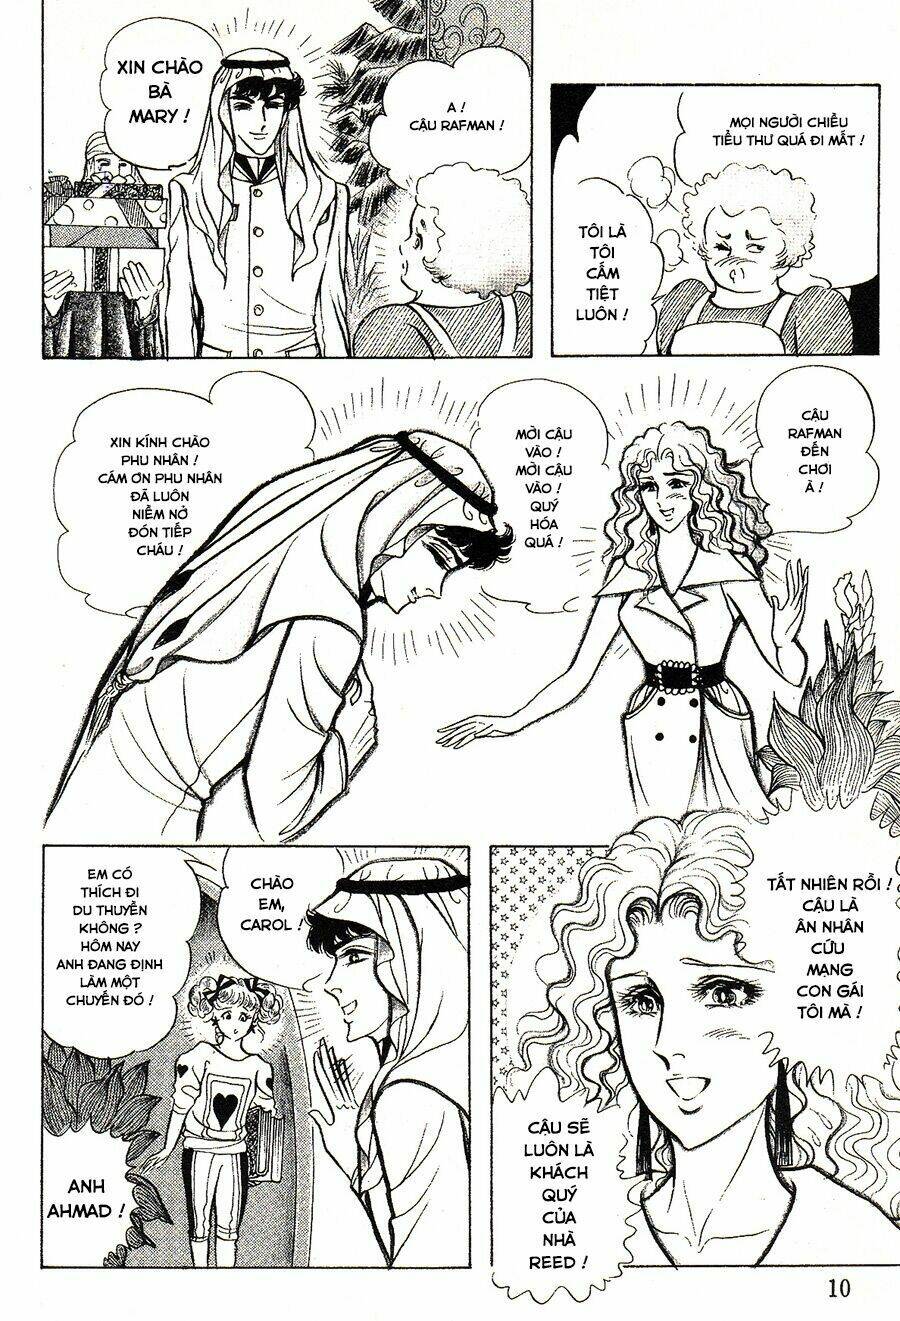 MỌI NGƯỜI CHIỀU
TIỂU THƯ QUÁ ĐI MẤT !
TÔI LÀ
TÔI
CẤM
TIỆT
LUÔN !
A !
CẬU RAFMAN !
XIN CHÀO
BÀ
MARY !
CẬU
RAFMAN
ĐẾN
CHƠI
À !
MỜI CẬU
VÀO !
MỜI CẬU
VÀO ! QUÝ
HÓA
QUÁ !
XIN KÍNH CHÀO
PHU NHÂN !
CÁM ƠN PHU NHÂN
ĐÃ LUÔN
NIỀM NỞ
ĐÓN TIẾP
CHÁU !
TẤT NHIÊN RỒI !
CẬU LÀ
ÂN NHÂN
CỨU
MẠNG
CON GÁI
TÔI MÀ !
CẬU SẼ
LUÔN LÀ
KHÁCH
QUÝ
CỦA
NHÀ
REED !
CHÀO
EM,
CAROL !
EM CÓ
THÍCH ĐI
DU THUYỀN
KHÔNG ?
HÔM NAY
ANH ĐANG ĐỊNH
LÀM MỘT
CHUYẾN ĐÓ !
ANH
AHMAD !
10